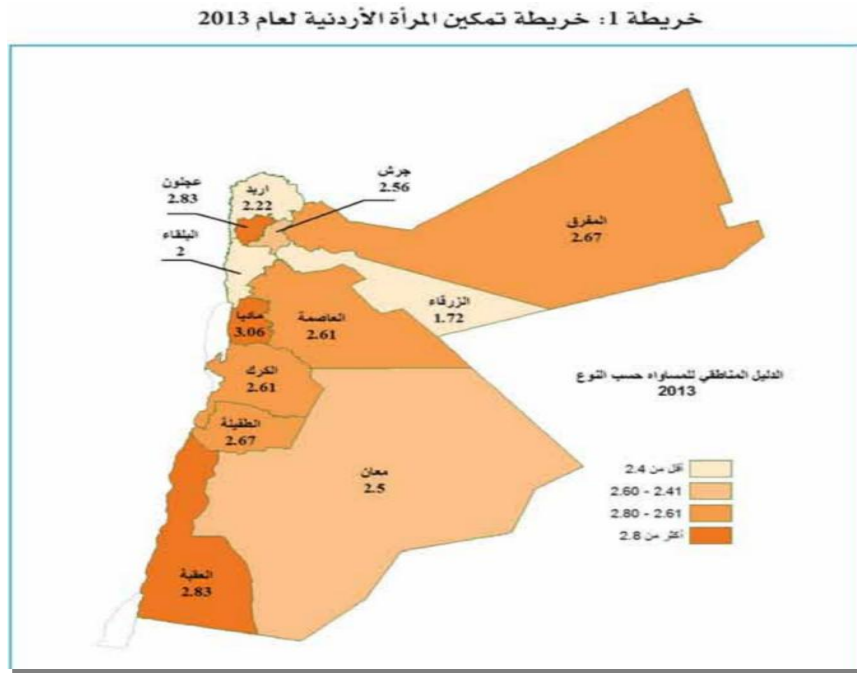 خريطة 1: خريطة تمكين المرأة الأردنية لعام 2013
جرش
2.56
عجلون
2.83
اربد
2.22
المفرق
2.67
البلقاء
2
الزرقاء
1.72
مادبا
3.06
العاصمة
2.61
الكرك
2.61
الدليل المناطقي للمساواه حسب النوع
2013
الطفيلة
2.67
معان
2.5
أقل من 2.4
2.41 - 2.60
2.61 - 2.80
أكثر من 2.8
العقبة
2.83